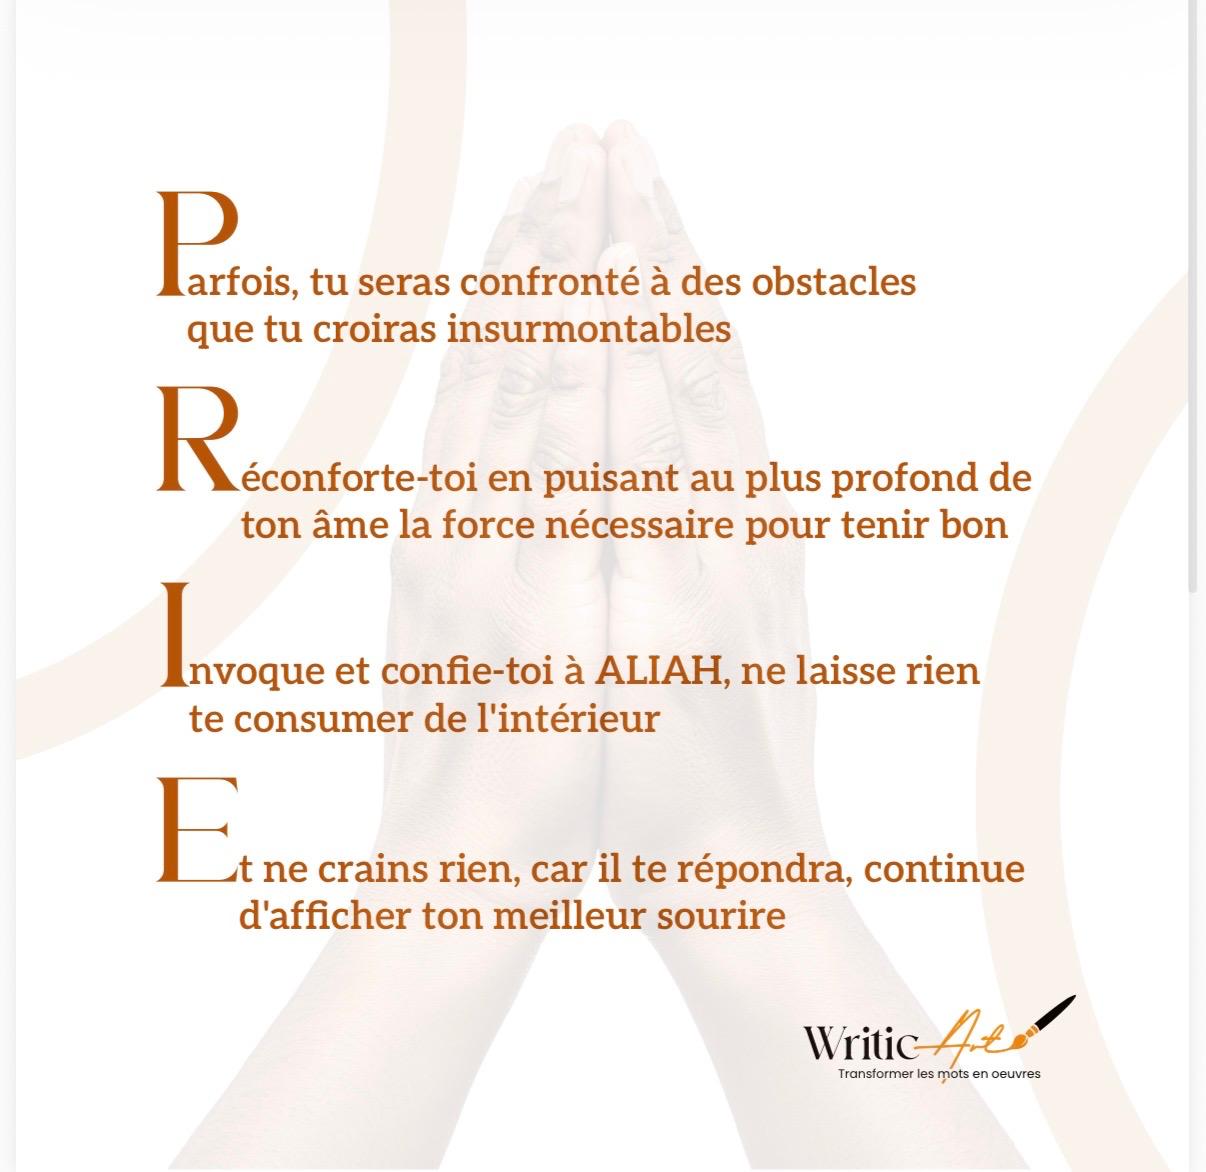 Parfois, tu seras confronté à des obstacles
que tu croiras insurmontables
Réconforte-toi en puisant au plus profond de
ton âme la force nécessaire pour tenir bon
Invoque et confie-toi à ALIAH, ne laisse rien
te consumer de l'intérieur
Et ne crains rien, car il te répondra, continue
d'afficher ton meilleur sourire
Writic Art
Transformer les mots en oeuvres